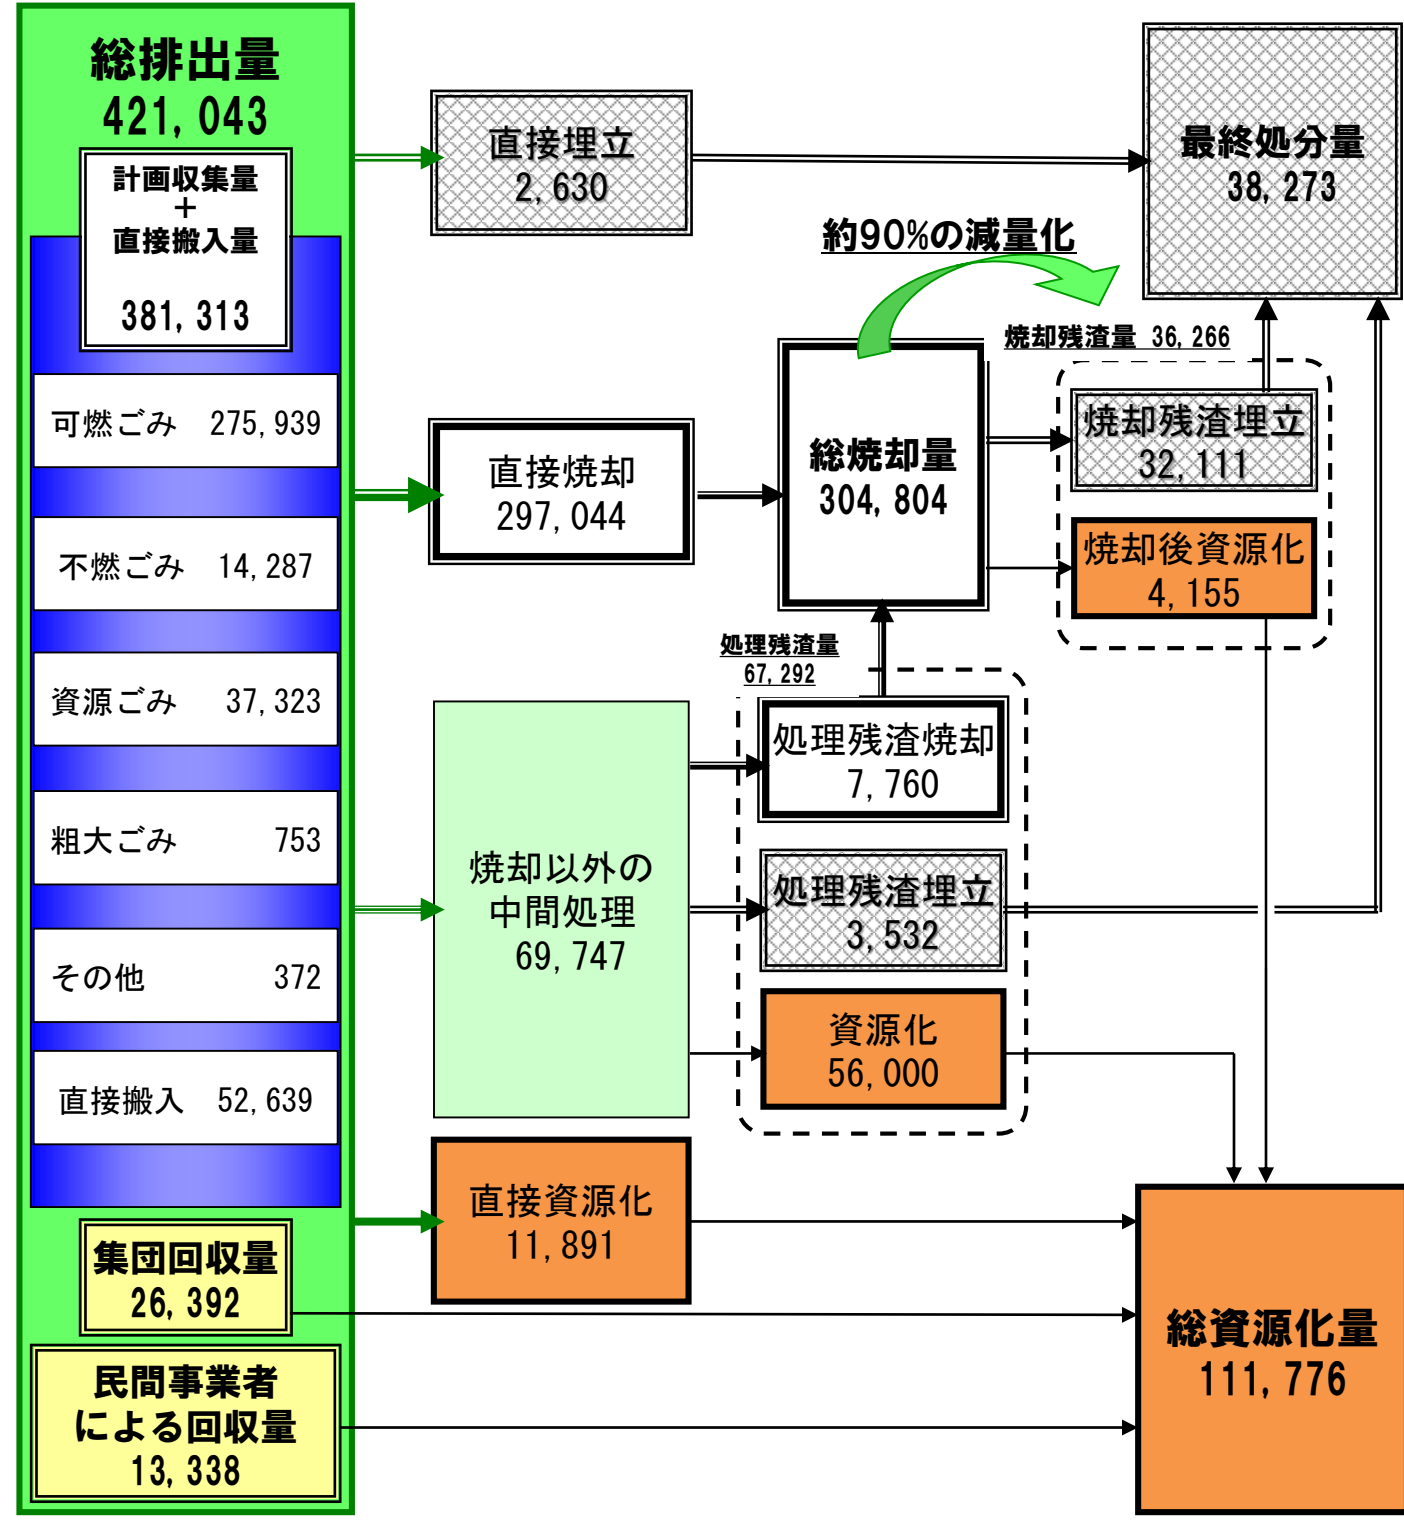 総排出量
421,043
計画収集量
+
直接搬入量
381,313
可燃ごみ 275,939
不燃ごみ 14,287
資源ごみ 37,323
粗大ごみ 753
その他 372
直接搬入 52,639
集団回収量
26,392
民間事業者
による回収量
13,338
直接埋立
2,630
直接焼却
297,044
焼却以外の
中間処理
69,747
直接資源化
11,891
約90%の減量化
総焼却量
304,804
処理残渣量
67,292
処理残渣焼却
7,760
処理残渣埋立
3,532
資源化
56,000
最終処分量
38,273
焼却残渣量 36,266
焼却残渣埋立
32,111
焼却後資源化
4,155
総資源化量
111,776